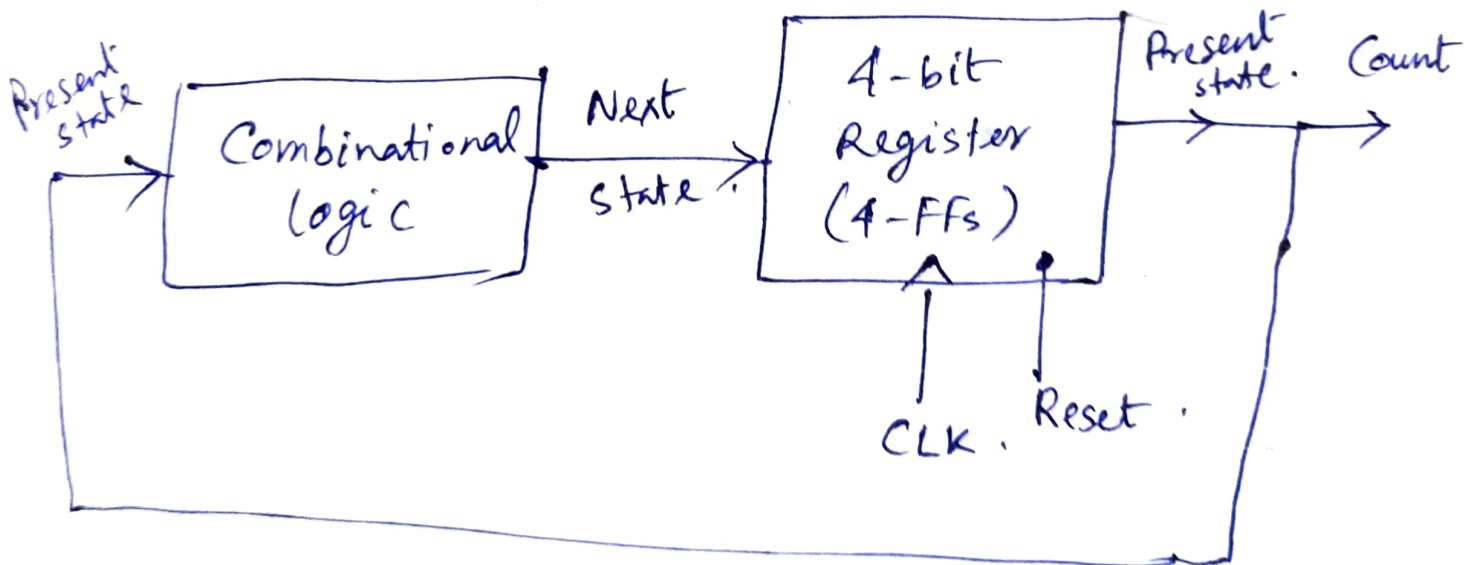 Present
state
Combinational
logic
Next
state.
4-bit
Register
(4-FFs)
Present
state.
Count
CLK.
Reset.